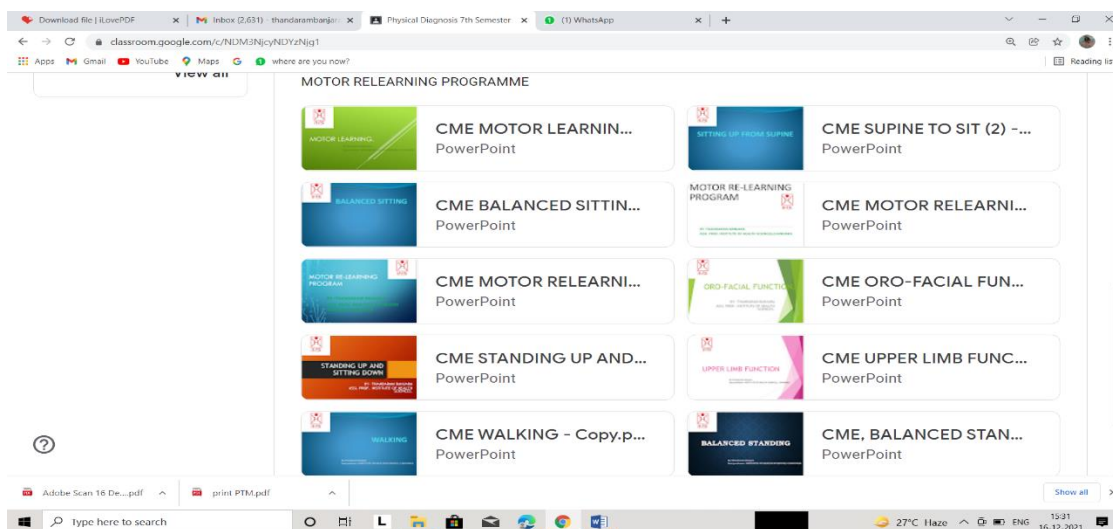 Download file | iLovePDF
Inbox (2,631) - thandarambanjar
Physical Diagnosis 7th Semester
(1) WhatsApp
classroom.google.com/c/NDM3NjcyNDYzNjg1
Apps Gmail YouTube Maps where are you now? Reading list
View all
MOTOR RELEARNING PROGRAMME
MOTOR LEARNING.
CME MOTOR LEARNIN...
PowerPoint
SITTING UP FROM SUPINE
CME SUPINE TO SIT (2) -...
PowerPoint
BALANCED SITTING
CME BALANCED SITTIN...
PowerPoint
MOTOR RE-LEARNING
PROGRAM
CME MOTOR RELEARNI...
PowerPoint
MOTOR RE-LEARNING
PROGRAM
CME MOTOR RELEARNI...
PowerPoint
ORO-FACIAL FUNCTION
CME ORO-FACIAL FUN...
PowerPoint
STANDING UP AND
SITTING DOWN
CME STANDING UP AND...
PowerPoint
UPPER LIMB FUNCTION
CME UPPER LIMB FUNC...
PowerPoint
WALKING
CME WALKING - Copy.p...
PowerPoint
BALANCED STANDING
CME, BALANCED STAN...
PowerPoint
Adobe Scan 16 De....pdf
print PTM.pdf
Show all
Type here to search
27°C Haze
ENG
15:31
16-12-2021